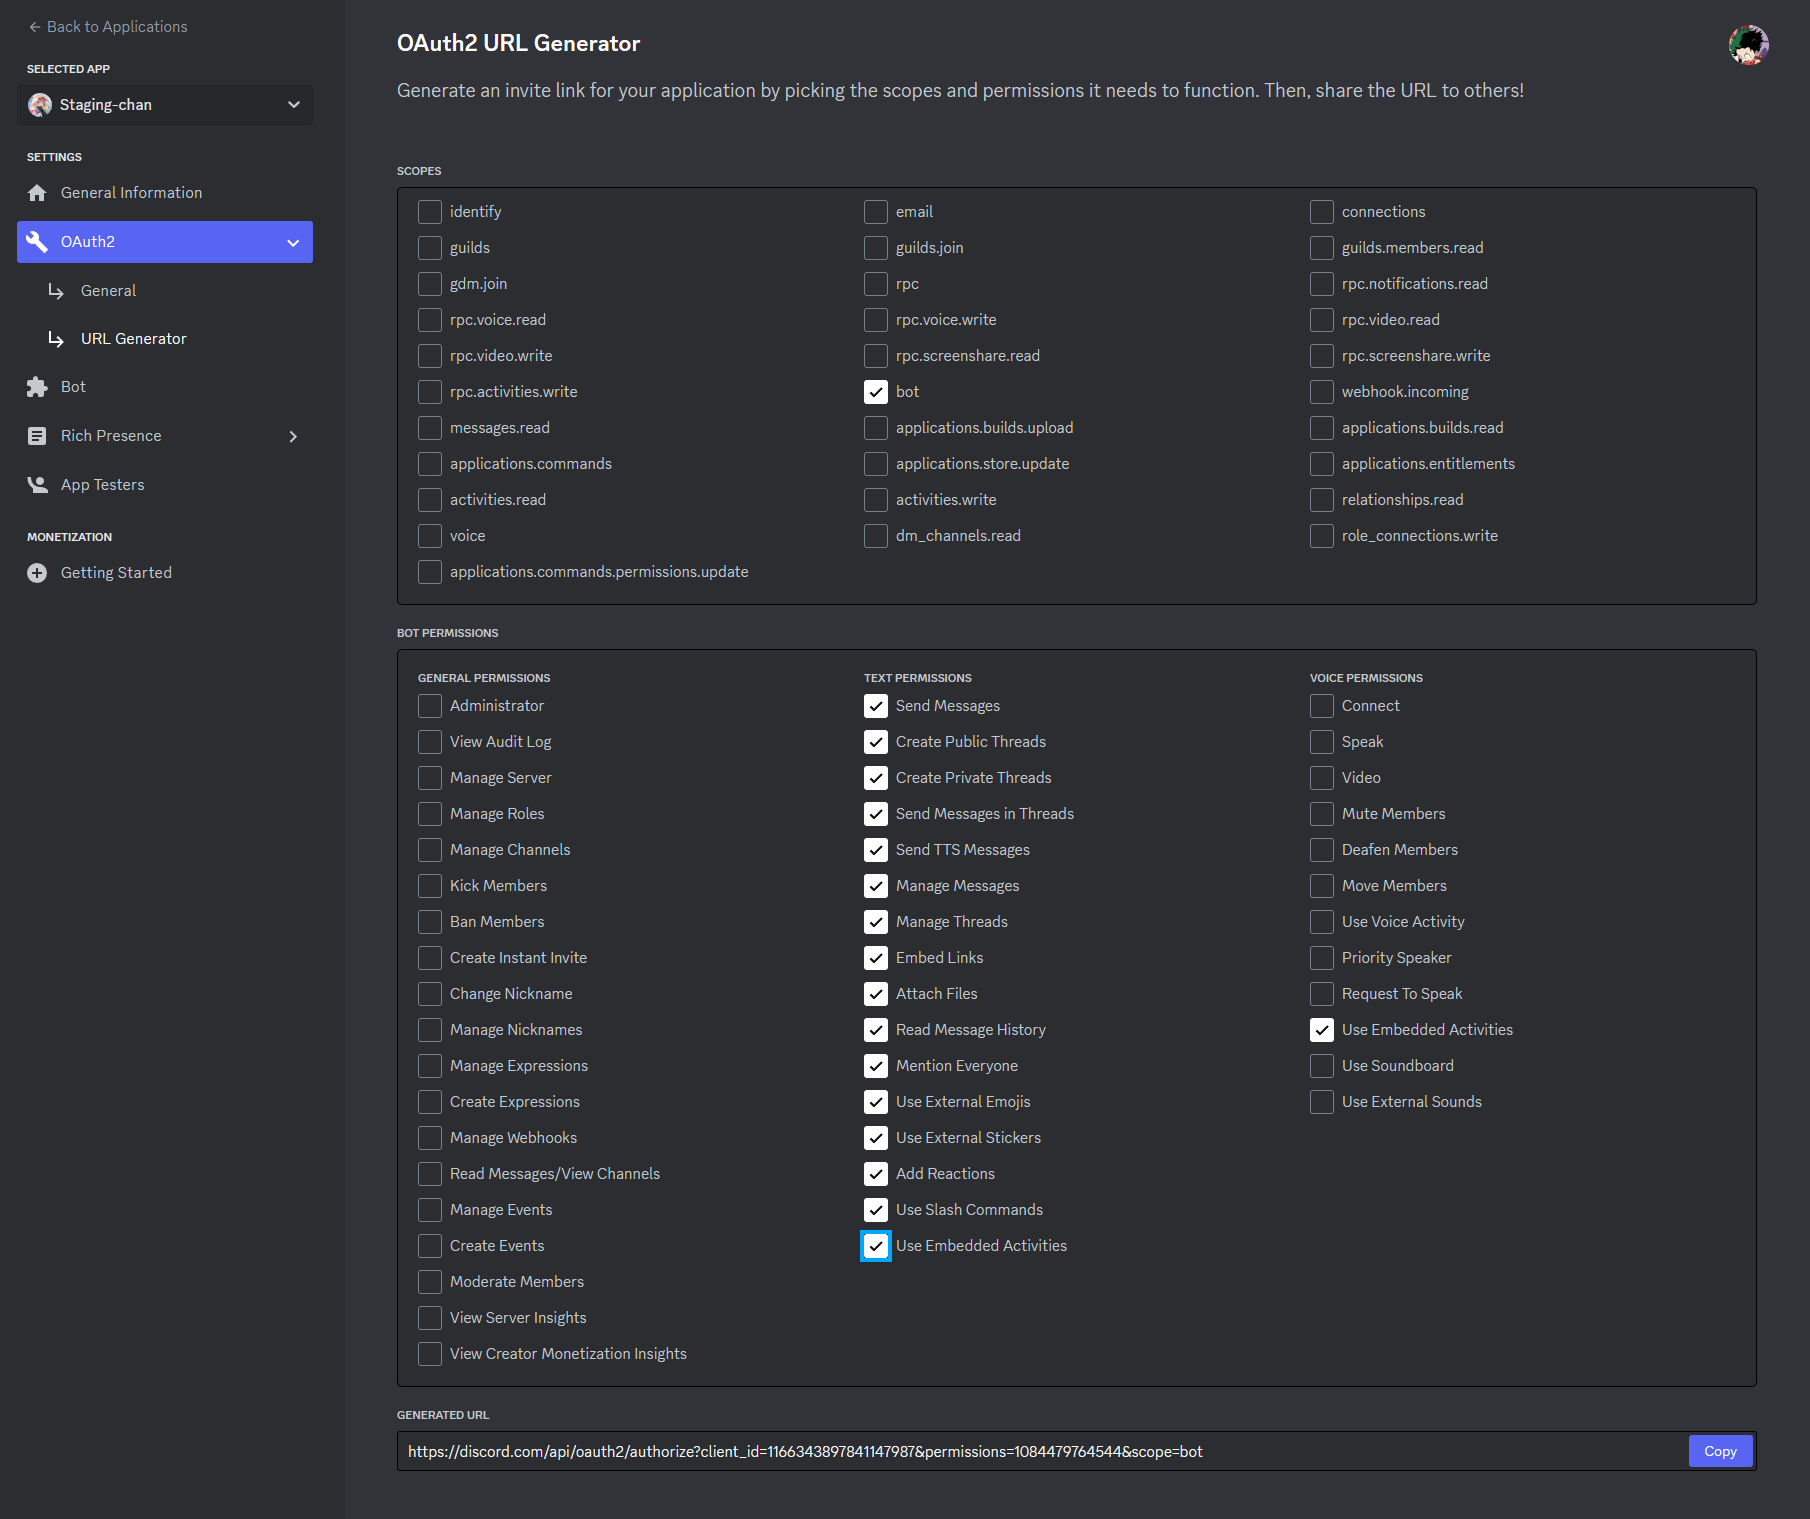 Back to Applications
SELECTED APP
Staging-chan
SETTINGS
General Information
OAuth2
General
URL Generator
Bot
Rich Presence
App Testers
MONETIZATION
Getting Started
OAuth2 URL Generator
Generate an invite link for your application by picking the scopes and permissions it needs to function. Then, share the URL to others!
SCOPES
identify
email
connections
guilds
guilds.join
guilds.members.read
gdm.join
rpc
rpc.notifications.read
rpc.voice.read
rpc.voice.write
rpc.video.read
rpc.video.write
rpc.screenshare.read
rpc.screenshare.write
rpc.activities.write
bot
webhook.incoming
messages.read
applications.builds.upload
applications.builds.read
applications.commands
applications.store.update
applications.entitlements
activities.read
activities.write
relationships.read
voice
dm_channels.read
role_connections.write
applications.commands.permissions.update
BOT PERMISSIONS
GENERAL PERMISSIONS
Administrator
View Audit Log
Manage Server
Manage Roles
Manage Channels
Kick Members
Ban Members
Create Instant Invite
Change Nickname
Manage Nicknames
Manage Expressions
Create Expressions
Manage Webhooks
Read Messages/View Channels
Manage Events
Create Events
Moderate Members
View Server Insights
View Creator Monetization Insights
TEXT PERMISSIONS
Send Messages
Create Public Threads
Create Private Threads
Send Messages in Threads
Send TTS Messages
Manage Messages
Manage Threads
Embed Links
Attach Files
Read Message History
Mention Everyone
Use External Emojis
Use External Stickers
Add Reactions
Use Slash Commands
Use Embedded Activities
VOICE PERMISSIONS
Connect
Speak
Video
Mute Members
Deafen Members
Move Members
Use Voice Activity
Priority Speaker
Request To Speak
Use Embedded Activities
Use Soundboard
Use External Sounds
GENERATED URL
https://discord.com/api/oauth2/authorize?client_id=1166343897841147987&permissions=1084479764544&scope=bot
Copy